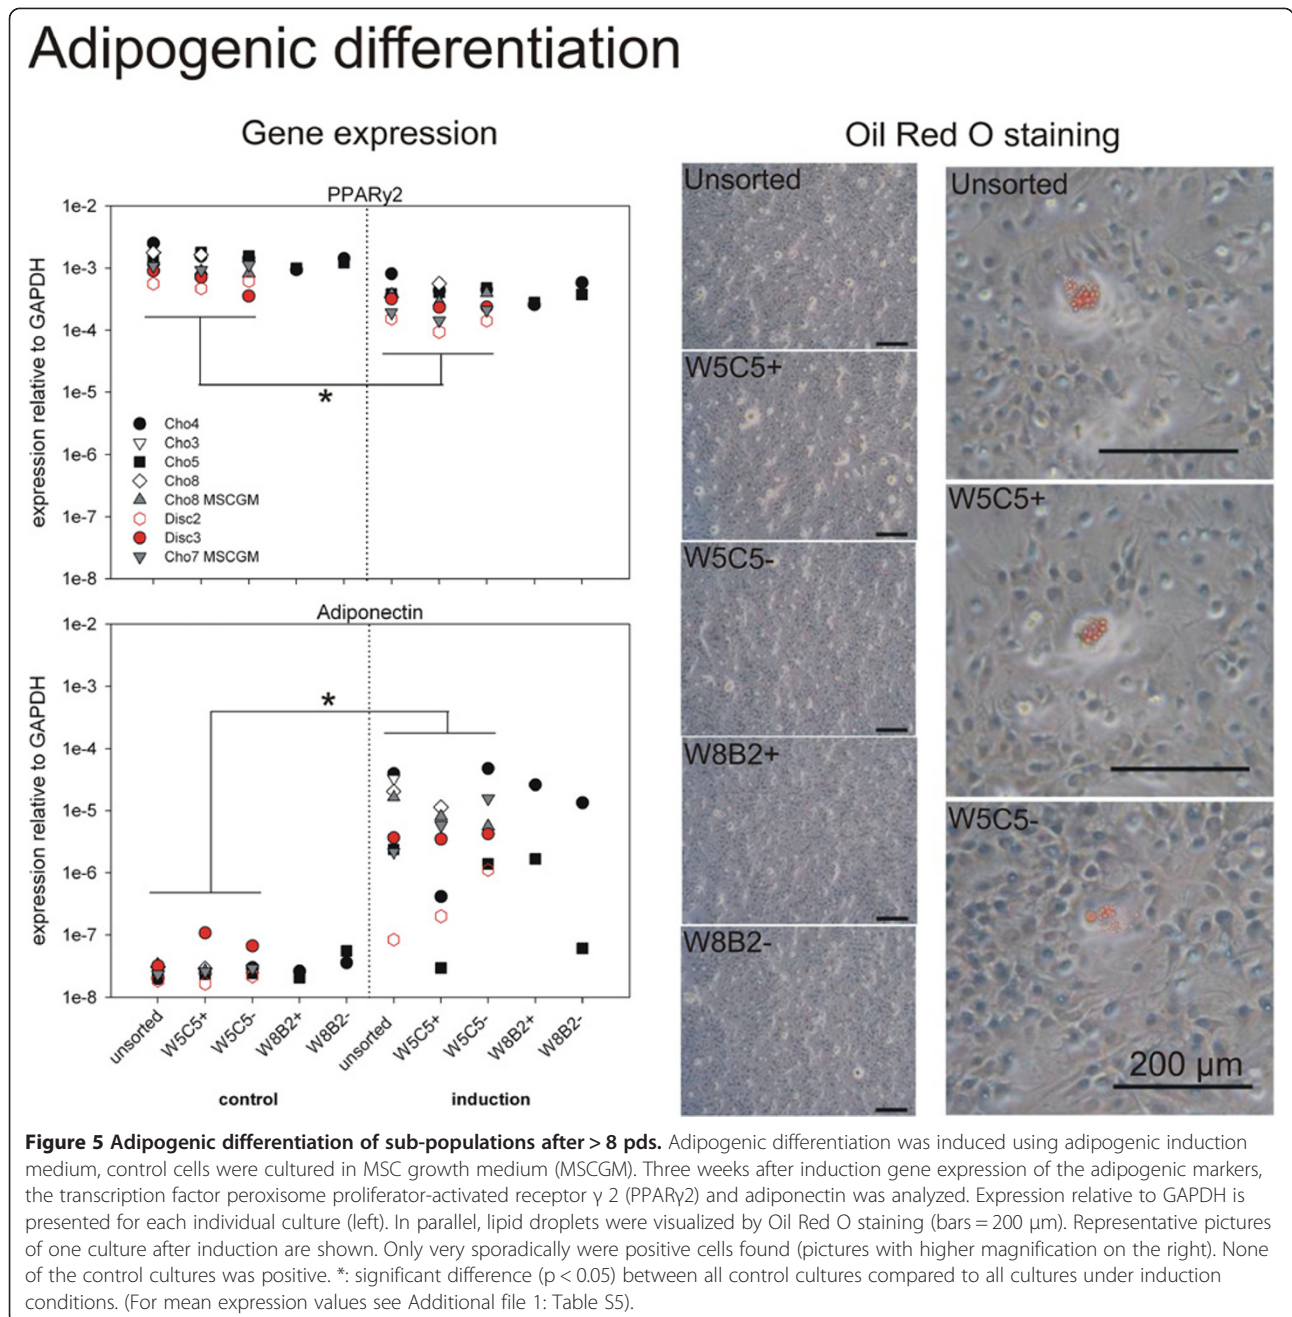 Adipogenic differentiation
Gene expression
PPARy2
1e-2
1e-3
1e-4
1e-5
1e-6
1e-7
1e-8
expression relative to GAPDH
*
Cho4
Cho3
Cho5
Cho8
Cho8 MSCGM
Disc2
Disc3
Cho7 MSCGM
Adiponectin
1e-2
1e-3
1e-4
1e-5
1e-6
1e-7
1e-8
expression relative to GAPDH
*
unsorted
W5C5+
W5C5-
W8B2+
W8B2-
unsorted
W5C5+
W5C5-
W8B2+
W8B2-
control
induction
Oil Red O staining
Unsorted
W5C5+
W5C5-
W8B2+
W8B2-
Unsorted
W5C5+
W5C5-
200 µm
Figure 5 Adipogenic differentiation of sub-populations after > 8 pds. Adipogenic differentiation was induced using adipogenic induction
medium, control cells were cultured in MSC growth medium (MSCGM). Three weeks after induction gene expression of the adipogenic markers,
the transcription factor peroxisome proliferator-activated receptor γ 2 (PPARγ2) and adiponectin was analyzed. Expression relative to GAPDH is
presented for each individual culture (left). In parallel, lipid droplets were visualized by Oil Red O staining (bars = 200 µm). Representative pictures
of one culture after induction are shown. Only very sporadically were positive cells found (pictures with higher magnification on the right). None
of the control cultures was positive. *: significant difference (p < 0.05) between all control cultures compared to all cultures under induction
conditions. (For mean expression values see Additional file 1: Table S5).